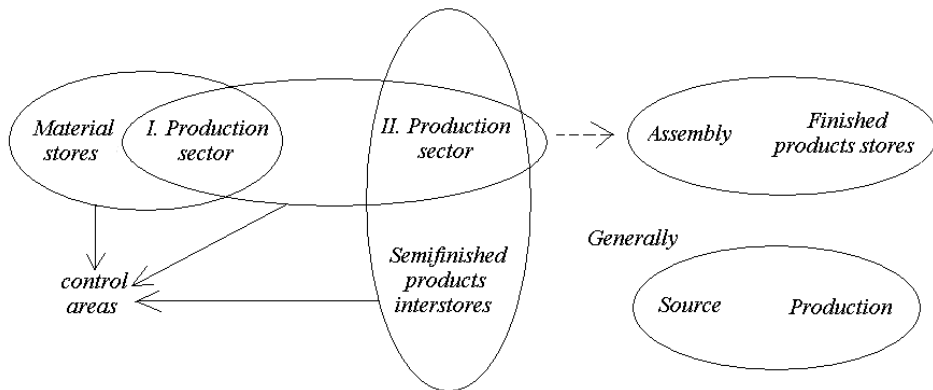 Material
stores
I. Production
sector
II. Production
sector
Assembly
Finished
products stores
control
areas
Semifinished
products
interstores
Generally
Source
Production